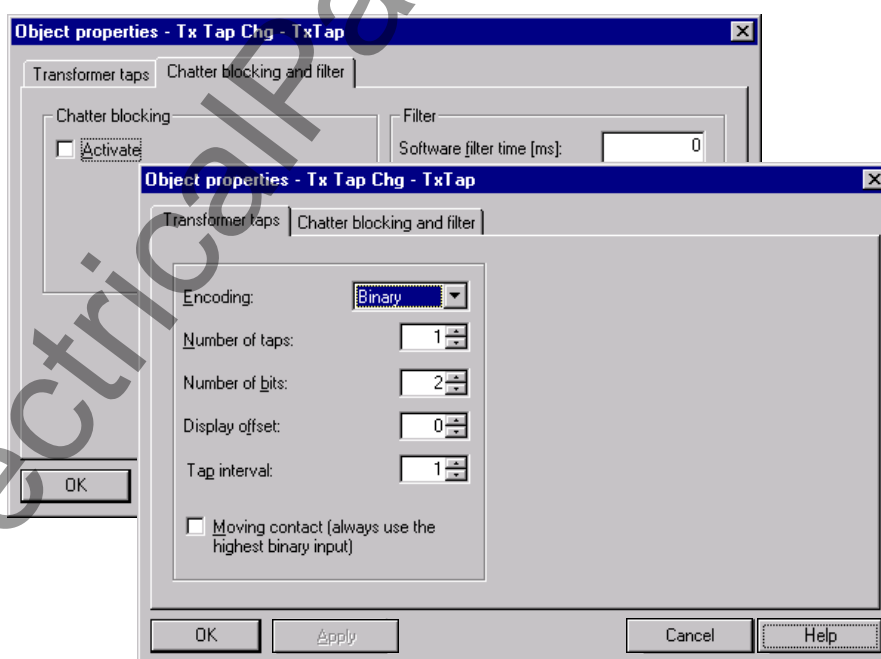 Object properties - Tx Tap Chg - TxTap
Transformer taps
Chatter blocking and filter
Chatter blocking
Activate
Filter
Software filter time [ms]:
0
OK
Object properties - Tx Tap Chg - TxTap
Transformer taps
Chatter blocking and filter
Encoding:
Binary
Number of taps:
1
Number of bits:
2
Display offset:
0
Tap interval:
1
Moving contact (always use the
highest binary input)
OK
Apply
Cancel
Help